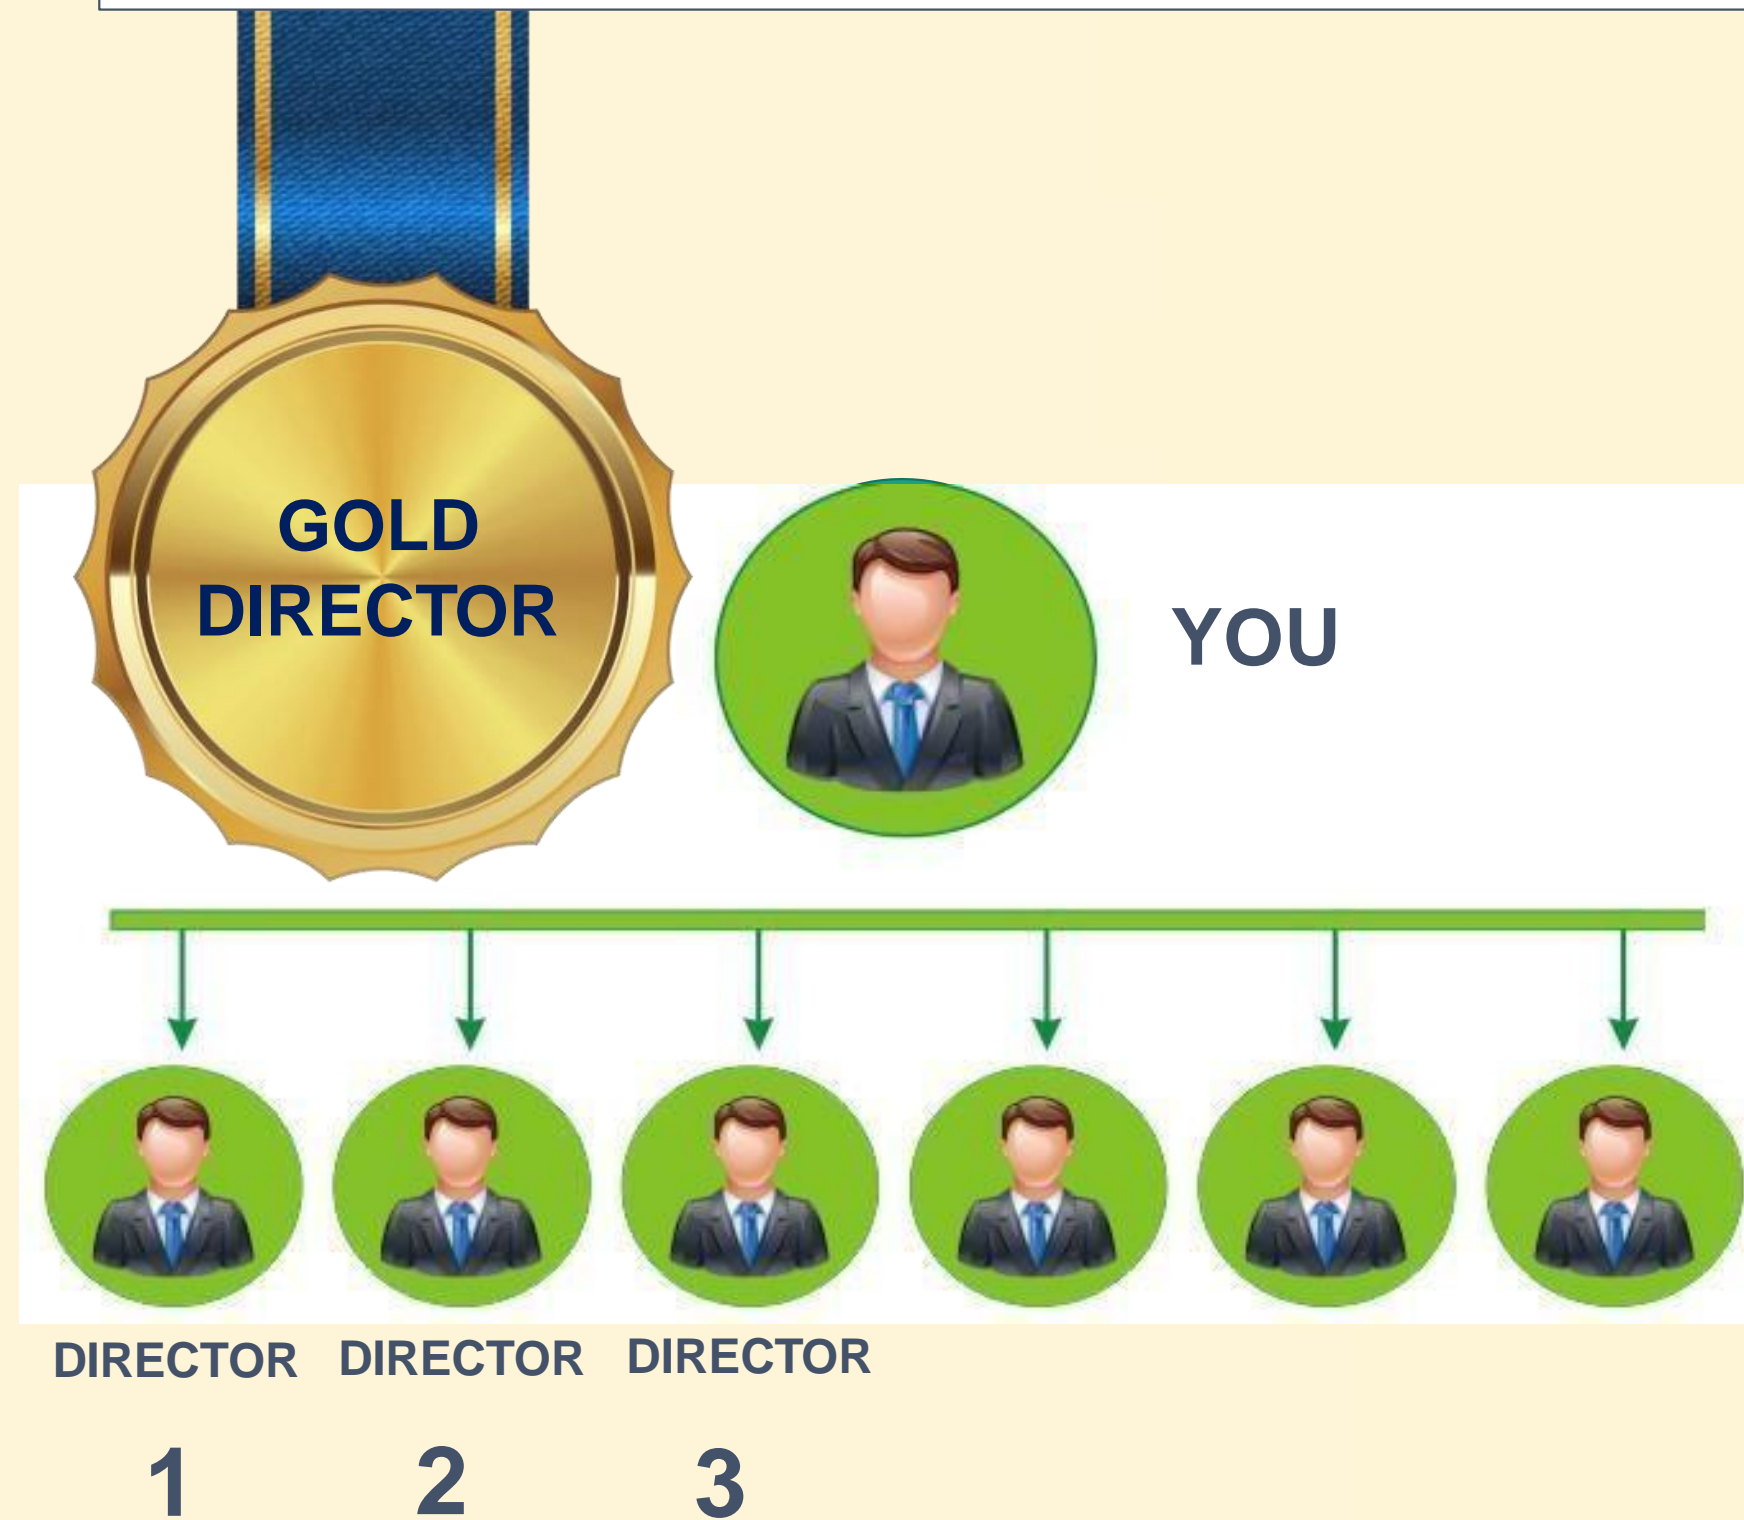 GOLD
DIRECTOR
YOU
DIRECTOR DIRECTOR DIRECTOR
1 2 3